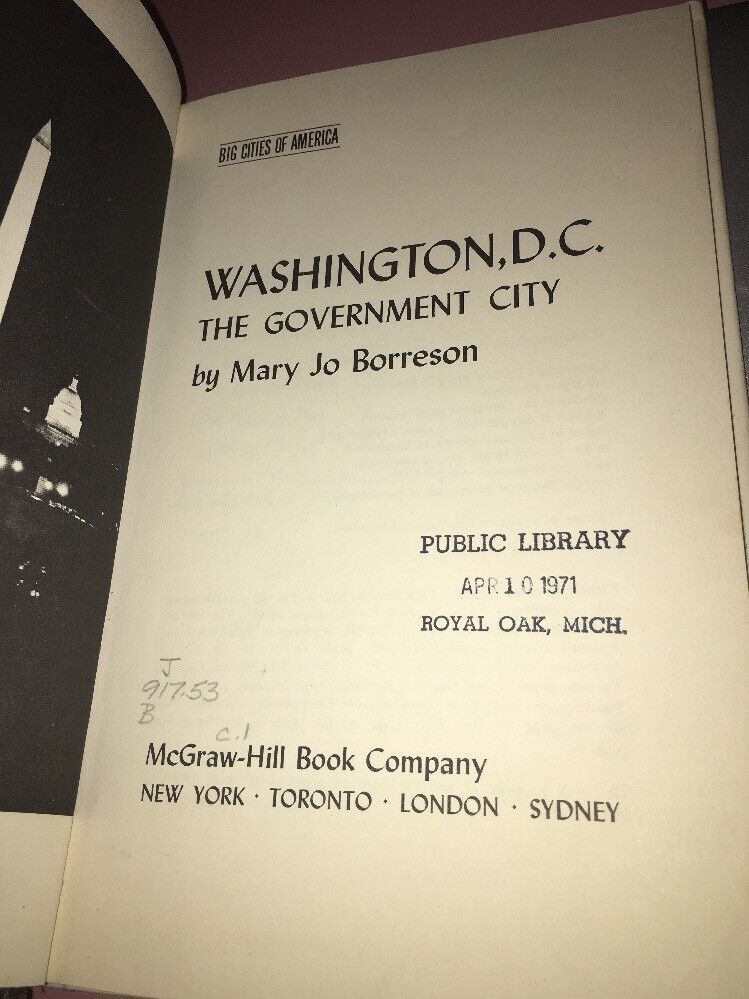 BIG CITIES OF AMERICA
WASHINGTON, D.C.
THE GOVERNMENT CITY
by Mary Jo Borreson
PUBLIC LIBRARY
APR 10 1971
ROYAL OAK, MICH.
J
917.53
B
c.1
McGraw-Hill Book Company
NEW YORK · TORONTO · LONDON · SYDNEY